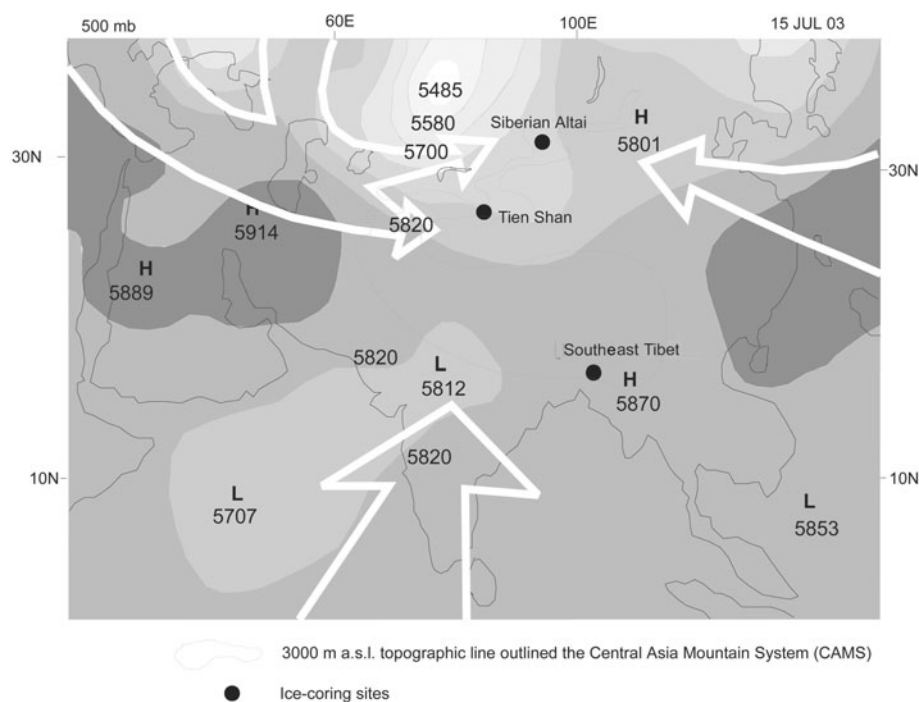 500 mb 60E 100E 15 JUL 03
5485
5580
Siberian Altai
H
5700
5801
30N
30N
Tien Shan
H
5820
5914
H
5889
5820
Southeast Tibet
L
H
5812
5870
5820
10N
10N
L
L
5707
5853
3000 m a.s.l. topographic line outlined the Central Asia Mountain System (CAMS)
Ice-coring sites